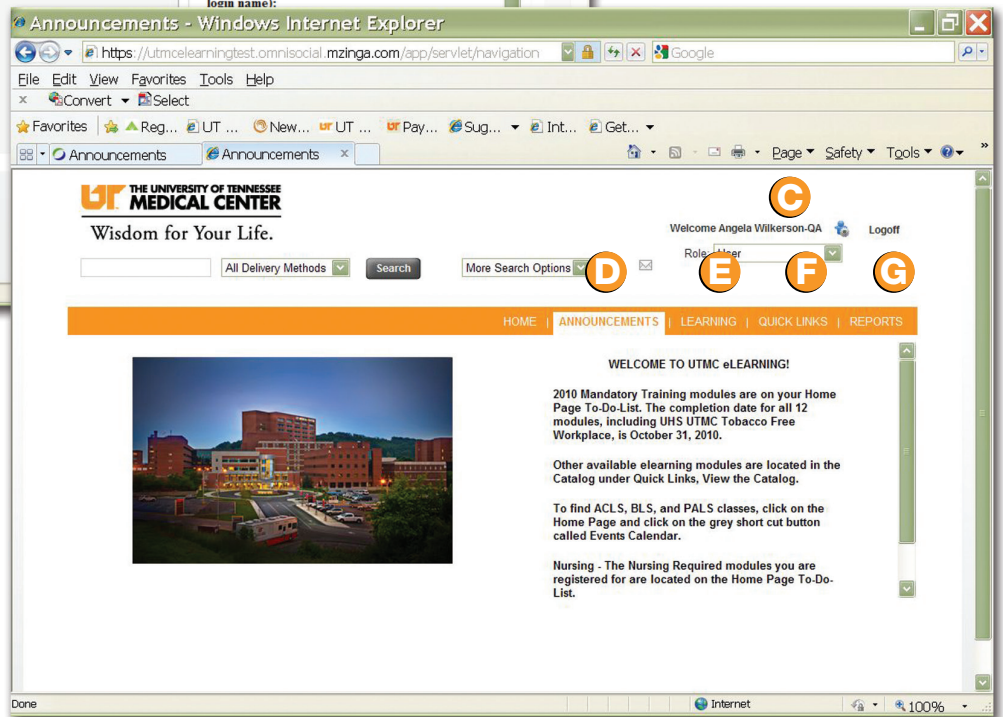 login name):
Announcements - Windows Internet Explorer
https://utmcelearningtest.omnisocial.mzinga.com/app/servlet/navigation
Google
File Edit View Favorites Tools Help
x Convert Select
Favorites Reg... UT ... New... UT ... Pay... Sug... Int... Get...
Announcements Announcements x Page Safety Tools »
UT THE UNIVERSITY OF TENNESSEE
MEDICAL CENTER
Wisdom for Your Life.
C
Welcome Angela Wilkerson-QA Logoff
Role: User
All Delivery Methods Search More Search Options
D E F G
HOME | ANNOUNCEMENTS | LEARNING | QUICK LINKS | REPORTS
WELCOME TO UTMC eLEARNING!
2010 Mandatory Training modules are on your Home
Page To-Do-List. The completion date for all 12
modules, including UHS UTMC Tobacco Free
Workplace, is October 31, 2010.
Other available elearning modules are located in the
Catalog under Quick Links, View the Catalog.
To find ACLS, BLS, and PALS classes, click on the
Home Page and click on the grey short cut button
called Events Calendar.
Nursing - The Nursing Required modules you are
registered for are located on the Home Page To-Do-
List.
Done Internet 100%